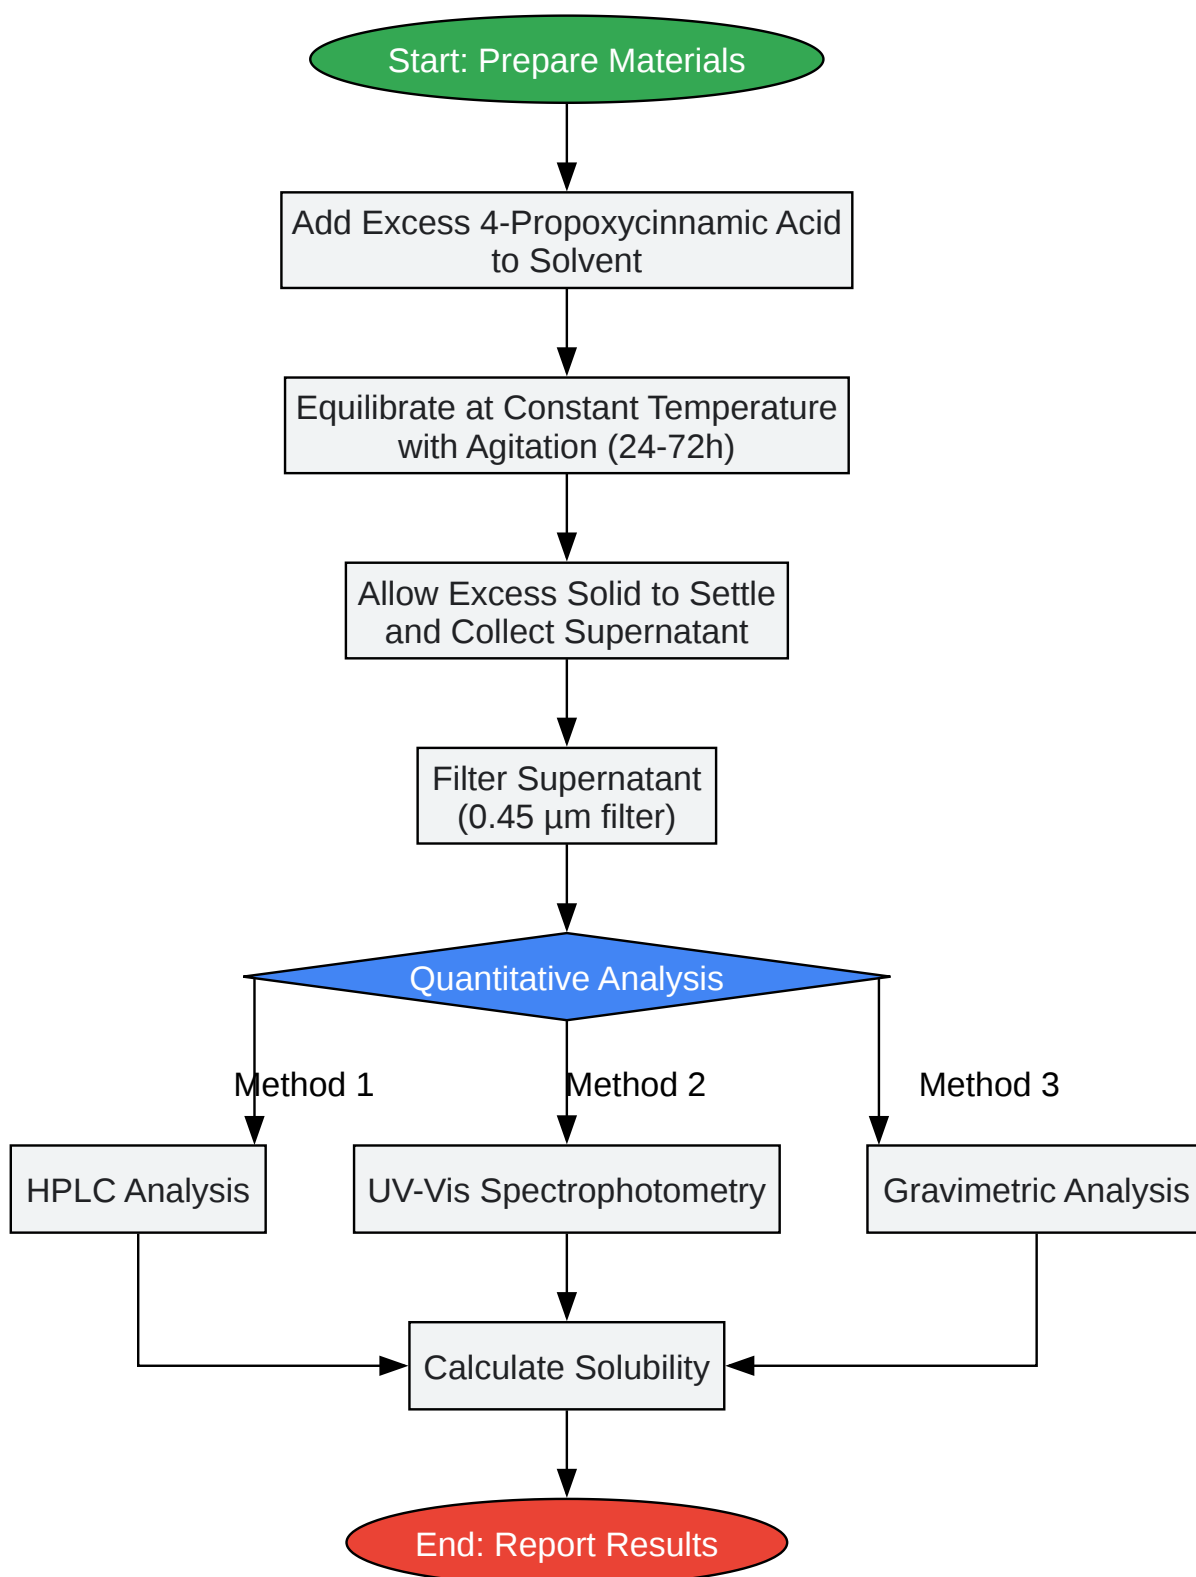 Start: Prepare Materials
Add Excess 4-Propoxycinnamic Acid
to Solvent
Equilibrate at Constant Temperature
with Agitation (24-72h)
Allow Excess Solid to Settle
and Collect Supernatant
Filter Supernatant
(0.45 µm filter)
Quantitative Analysis
Method 1
Method 2
Method 3
HPLC Analysis
UV-Vis Spectrophotometry
Gravimetric Analysis
Calculate Solubility
End: Report Results